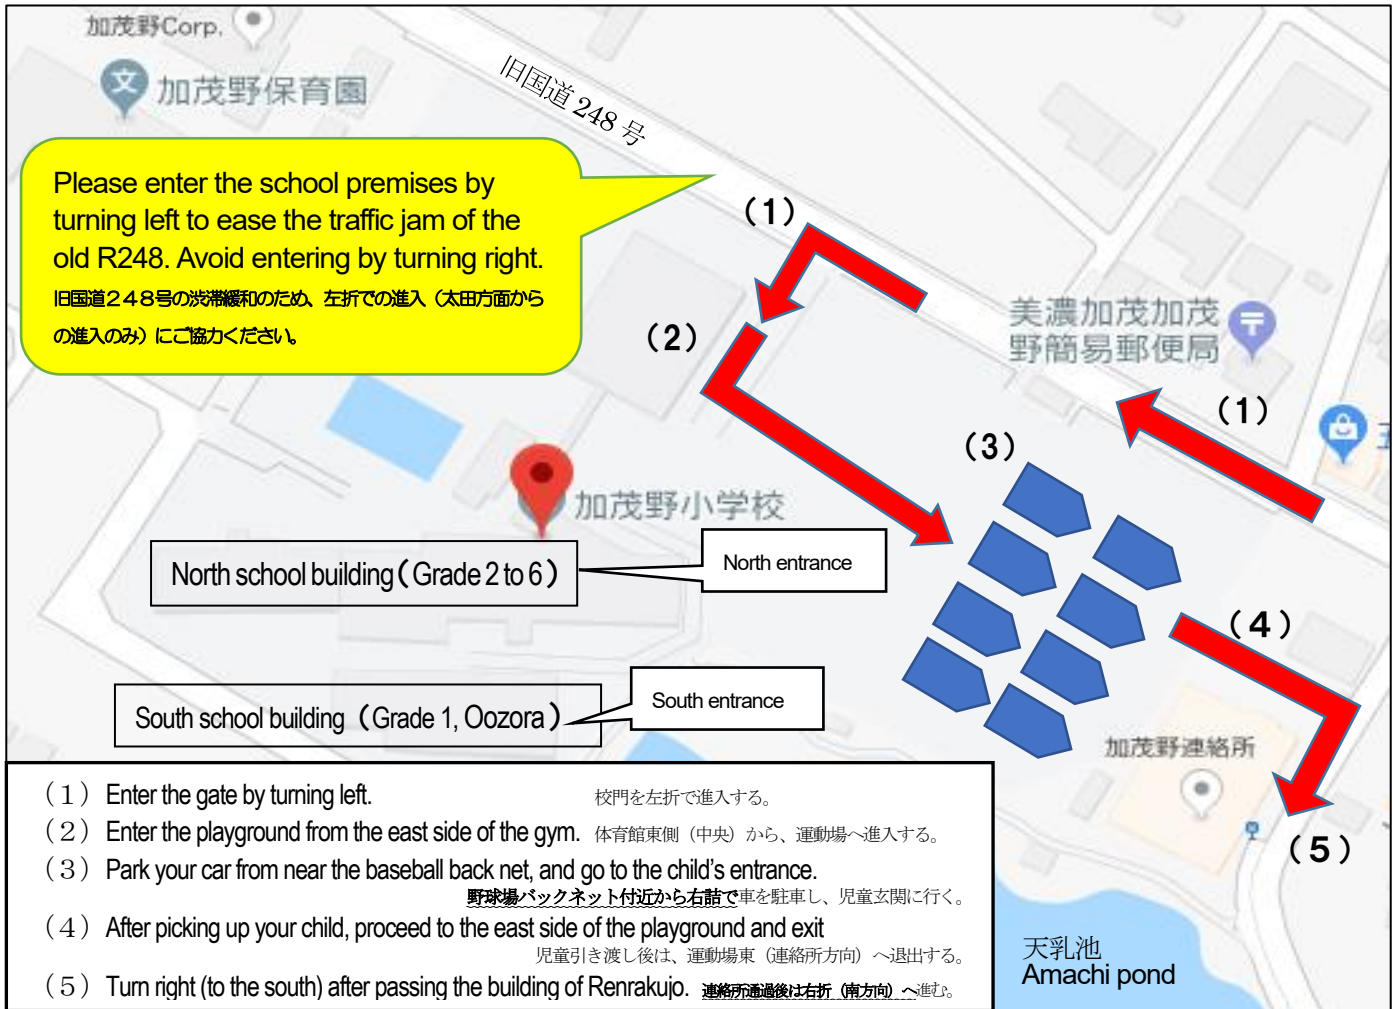 加茂野Corp.
加茂野保育園
旧国道 248 号
Please enter the school premises by
turning left to ease the traffic jam of the
old R248. Avoid entering by turning right.
旧国道２４８号の渋滞緩和のため、左折での進入（太田方面から
の進入のみ）にご協力ください。
（1）
（2）
美濃加茂加茂
野簡易郵便局
（1）
（3）
加茂野小学校
North school building（Grade 2 to 6）
North entrance
（4）
South school building （Grade 1, Oozora）
South entrance
加茂野連絡所
（5）
（1）Enter the gate by turning left. 校門を左折で進入する。
（2）Enter the playground from the east side of the gym. 体育館東側（中央）から、運動場へ進入する。
（3）Park your car from near the baseball back net, and go to the child’s entrance.
野球場バックネット付近から右詰で車を駐車し、児童玄関に行く。
（4）After picking up your child, proceed to the east side of the playground and exit
児童引き渡し後は、運動場東（連絡所方向）へ退出する。
（5）Turn right (to the south) after passing the building of Renrakujo. 連絡所通過後は右折（南方向）へ進む。
天乳池
Amachi pond